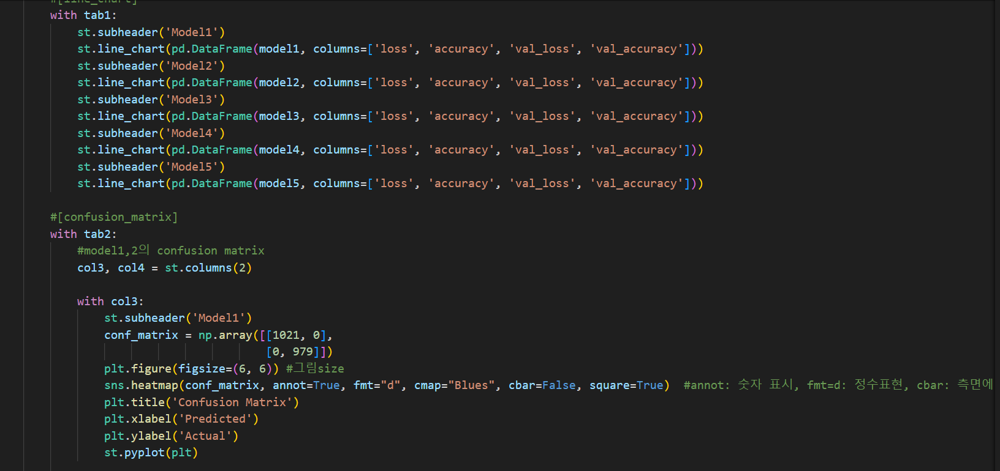 #[line_chart]
with tab1:
    st.subheader('Model1')
    st.line_chart(pd.DataFrame(model1, columns=['loss', 'accuracy', 'val_loss', 'val_accuracy']))
    st.subheader('Model2')
    st.line_chart(pd.DataFrame(model2, columns=['loss', 'accuracy', 'val_loss', 'val_accuracy']))
    st.subheader('Model3')
    st.line_chart(pd.DataFrame(model3, columns=['loss', 'accuracy', 'val_loss', 'val_accuracy']))
    st.subheader('Model4')
    st.line_chart(pd.DataFrame(model4, columns=['loss', 'accuracy', 'val_loss', 'val_accuracy']))
    st.subheader('Model5')
    st.line_chart(pd.DataFrame(model5, columns=['loss', 'accuracy', 'val_loss', 'val_accuracy']))
#[confusion_matrix]
with tab2:
    #model1,2의 confusion matrix
    col3, col4 = st.columns(2)
    with col3:
        st.subheader('Model1')
        conf_matrix = np.array([[1021, 0],
                                [0, 979]])
        plt.figure(figsize=(6, 6)) #그림size
        sns.heatmap(conf_matrix, annot=True, fmt="d", cmap="Blues", cbar=False, square=True)  #annot: 숫자 표시, fmt=d: 정수표현, cbar: 측면에
        plt.title('Confusion Matrix')
        plt.xlabel('Predicted')
        plt.ylabel('Actual')
        st.pyplot(plt)